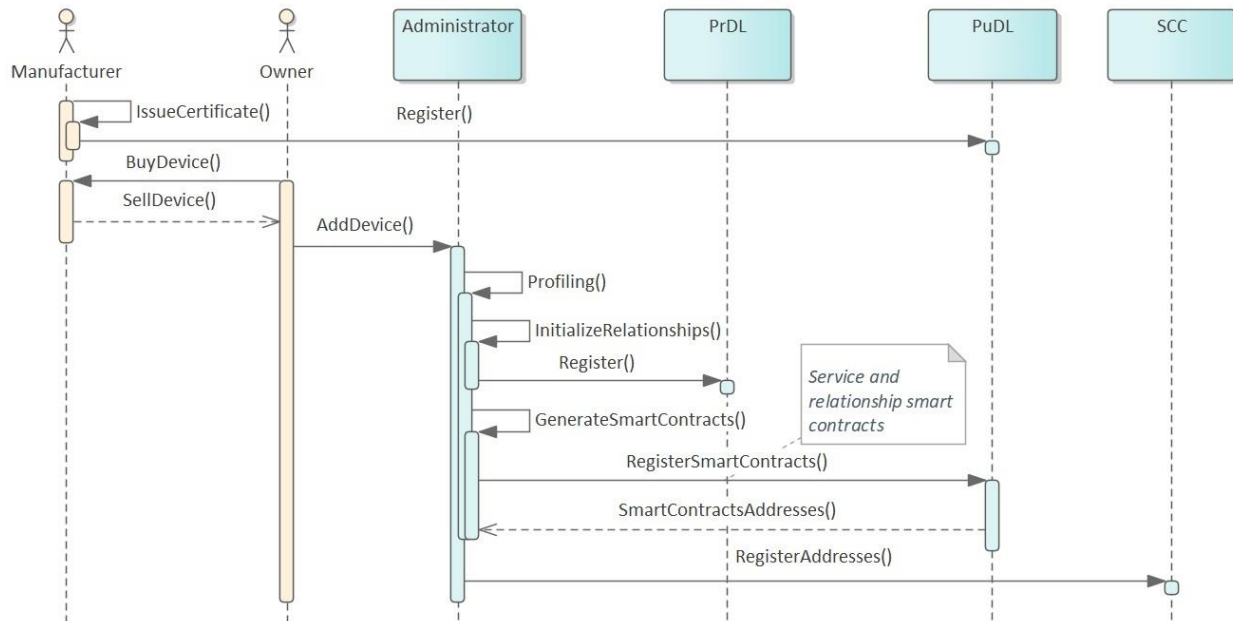 Administrator
PrDL
PuDL
SCC
Manufacturer
Owner
IssueCertificate()
Register()
BuyDevice()
SellDevice()
AddDevice()
Profiling()
InitializeRelationships()
Register()
Service and
relationship smart
contracts
GenerateSmartContracts()
RegisterSmartContracts()
SmartContractsAddresses()
RegisterAddresses()